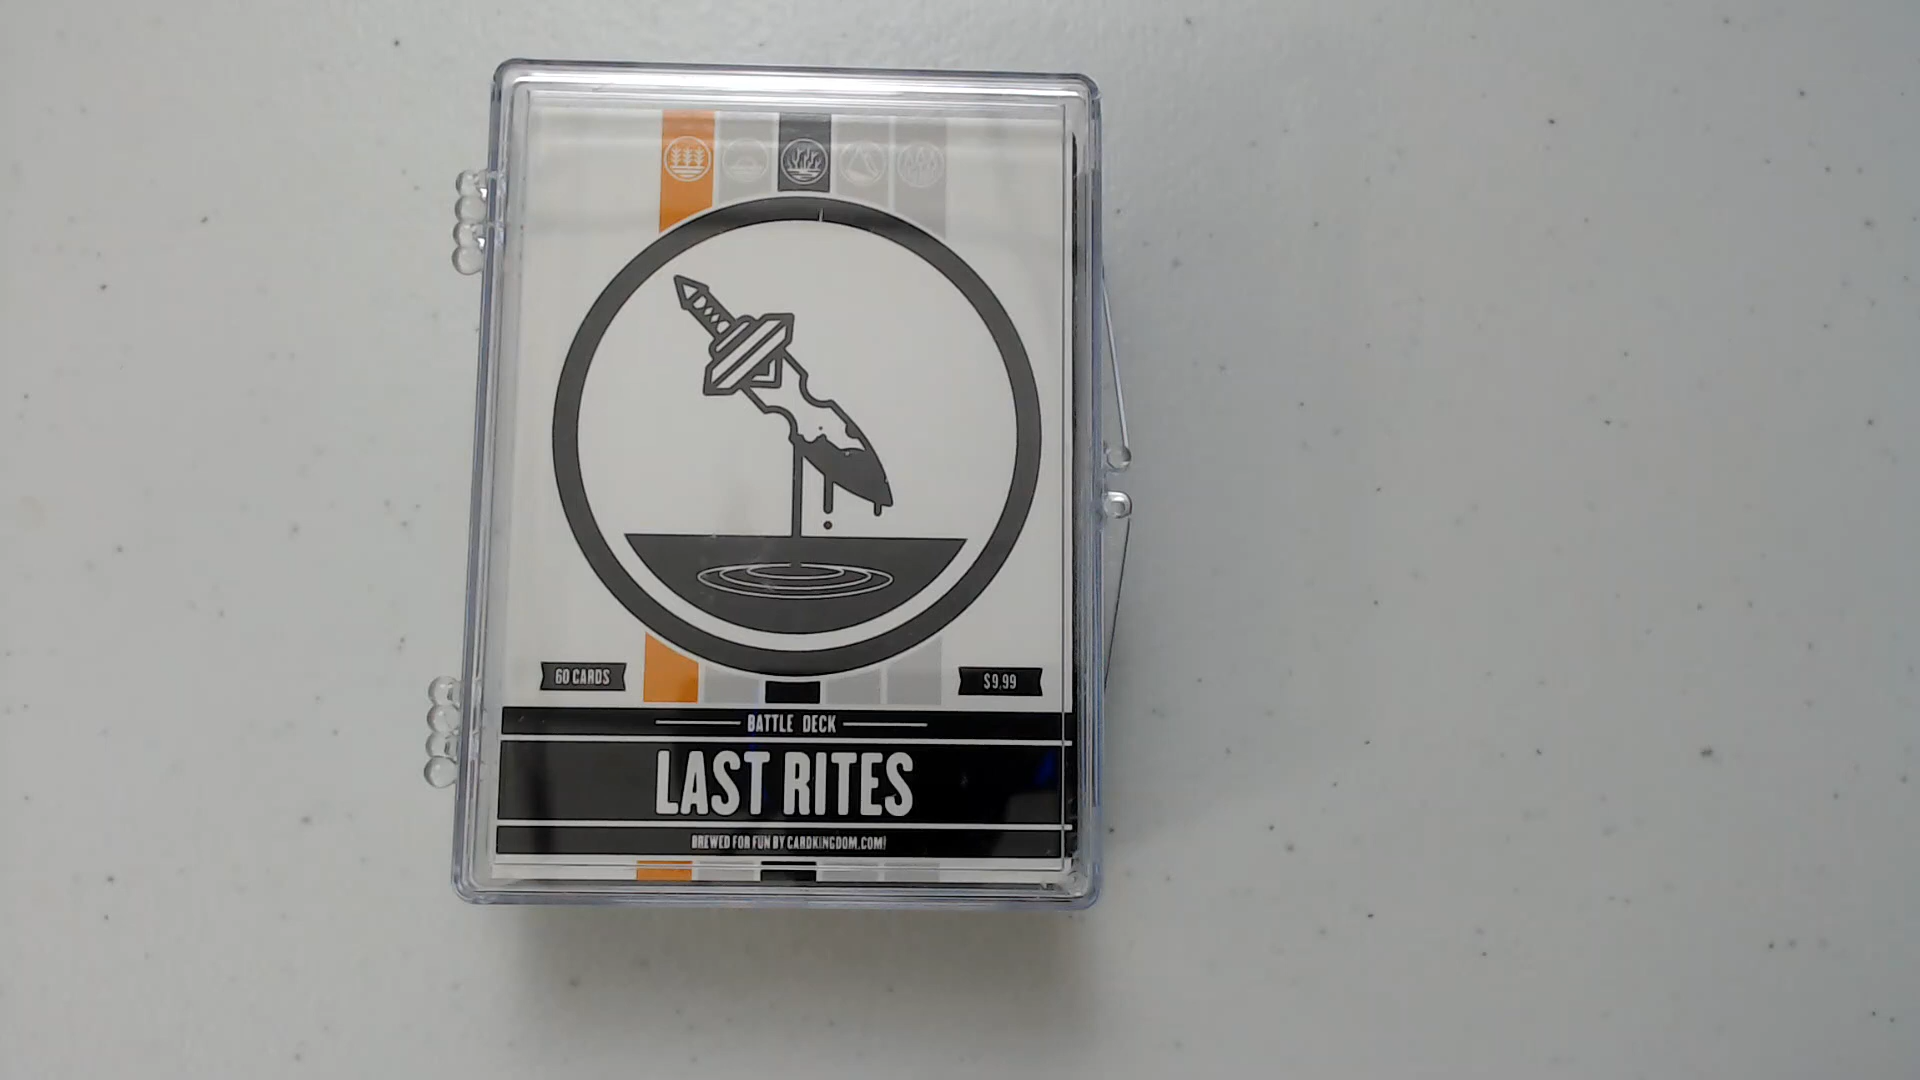 60 CARDS
$9.99
BATTLE DECK
LAST RITES
BREWED FOR FUN BY CARDKINGDOM.COM!